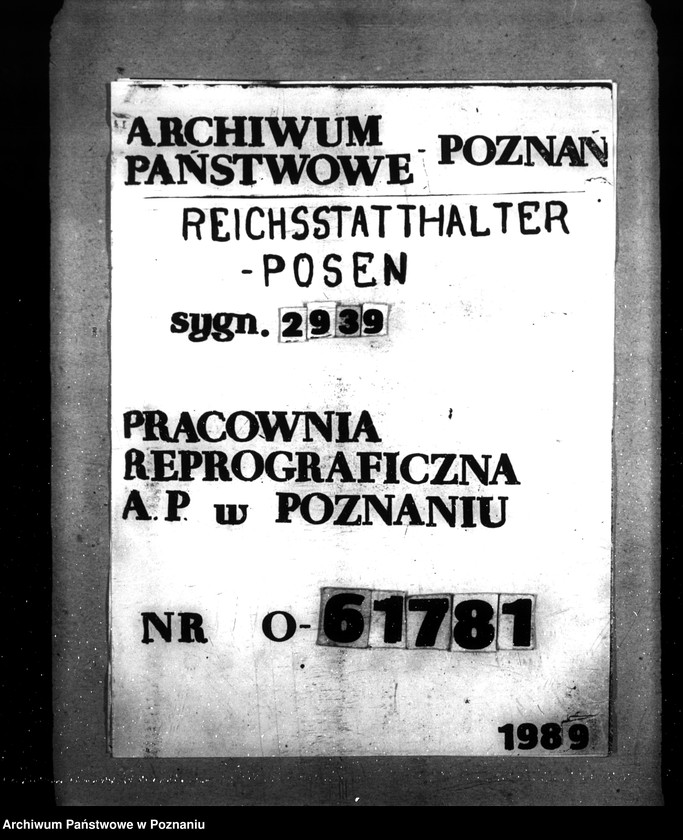 ARCHIWUM
PAŃSTWOWE - POZNAŃ
REICHSSTATTHALTER
-POSEN
sygn. 2939
PRACOWNIA
REPROGRAFICZNA
A.P. w POZNANIU
NR O-61781
1989
Archiwum Państwowe w Poznaniu